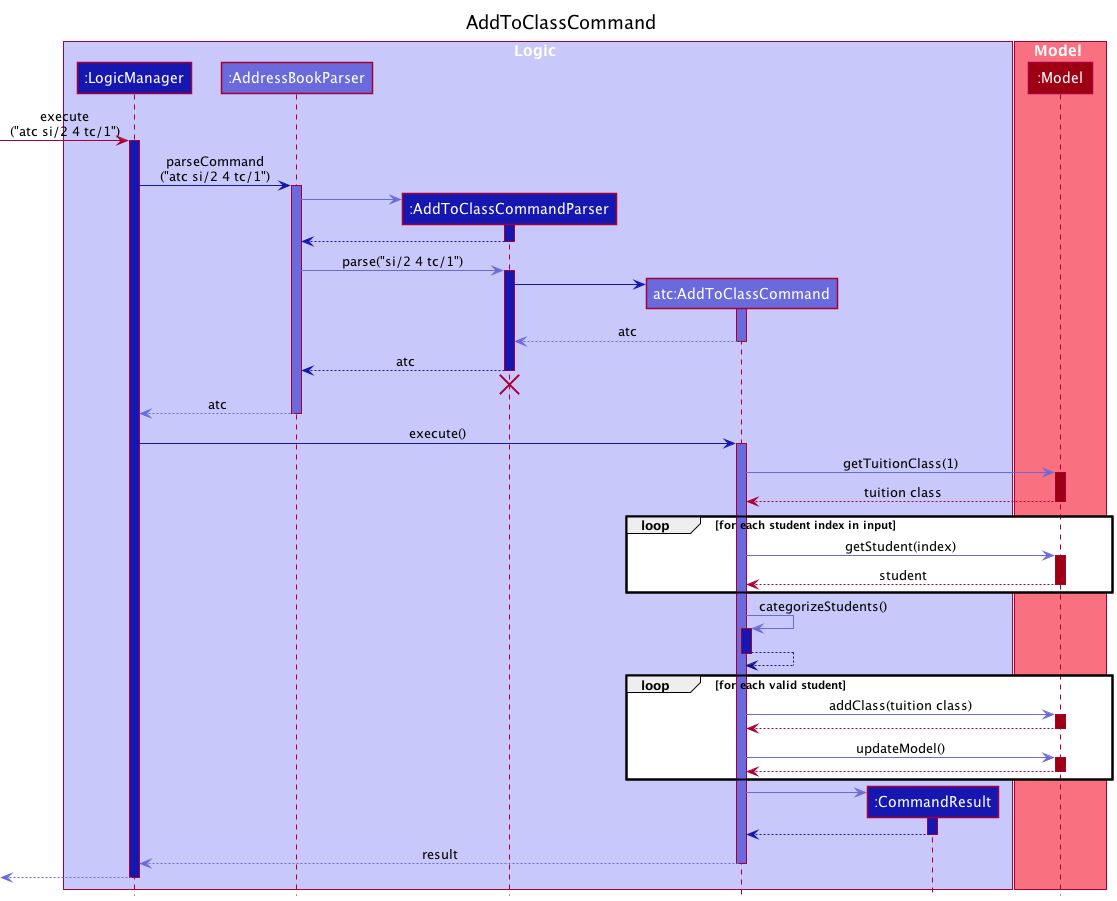 AddToClassCommand
Logic
Model
:LogicManager
:AddressBookParser
:Model
execute
("atc si/2 4 tc/1")
parseCommand
("atc si/2 4 tc/1")
:AddToClassCommandParser
parse("si/2 4 tc/1")
atc:AddToClassCommand
atc
atc
atc
execute()
getTuitionClass(1)
tuition class
loop
[for each student index in input]
getStudent(index)
student
categorizeStudents()
loop
[for each valid student]
addClass(tuition class)
updateModel()
:CommandResult
result